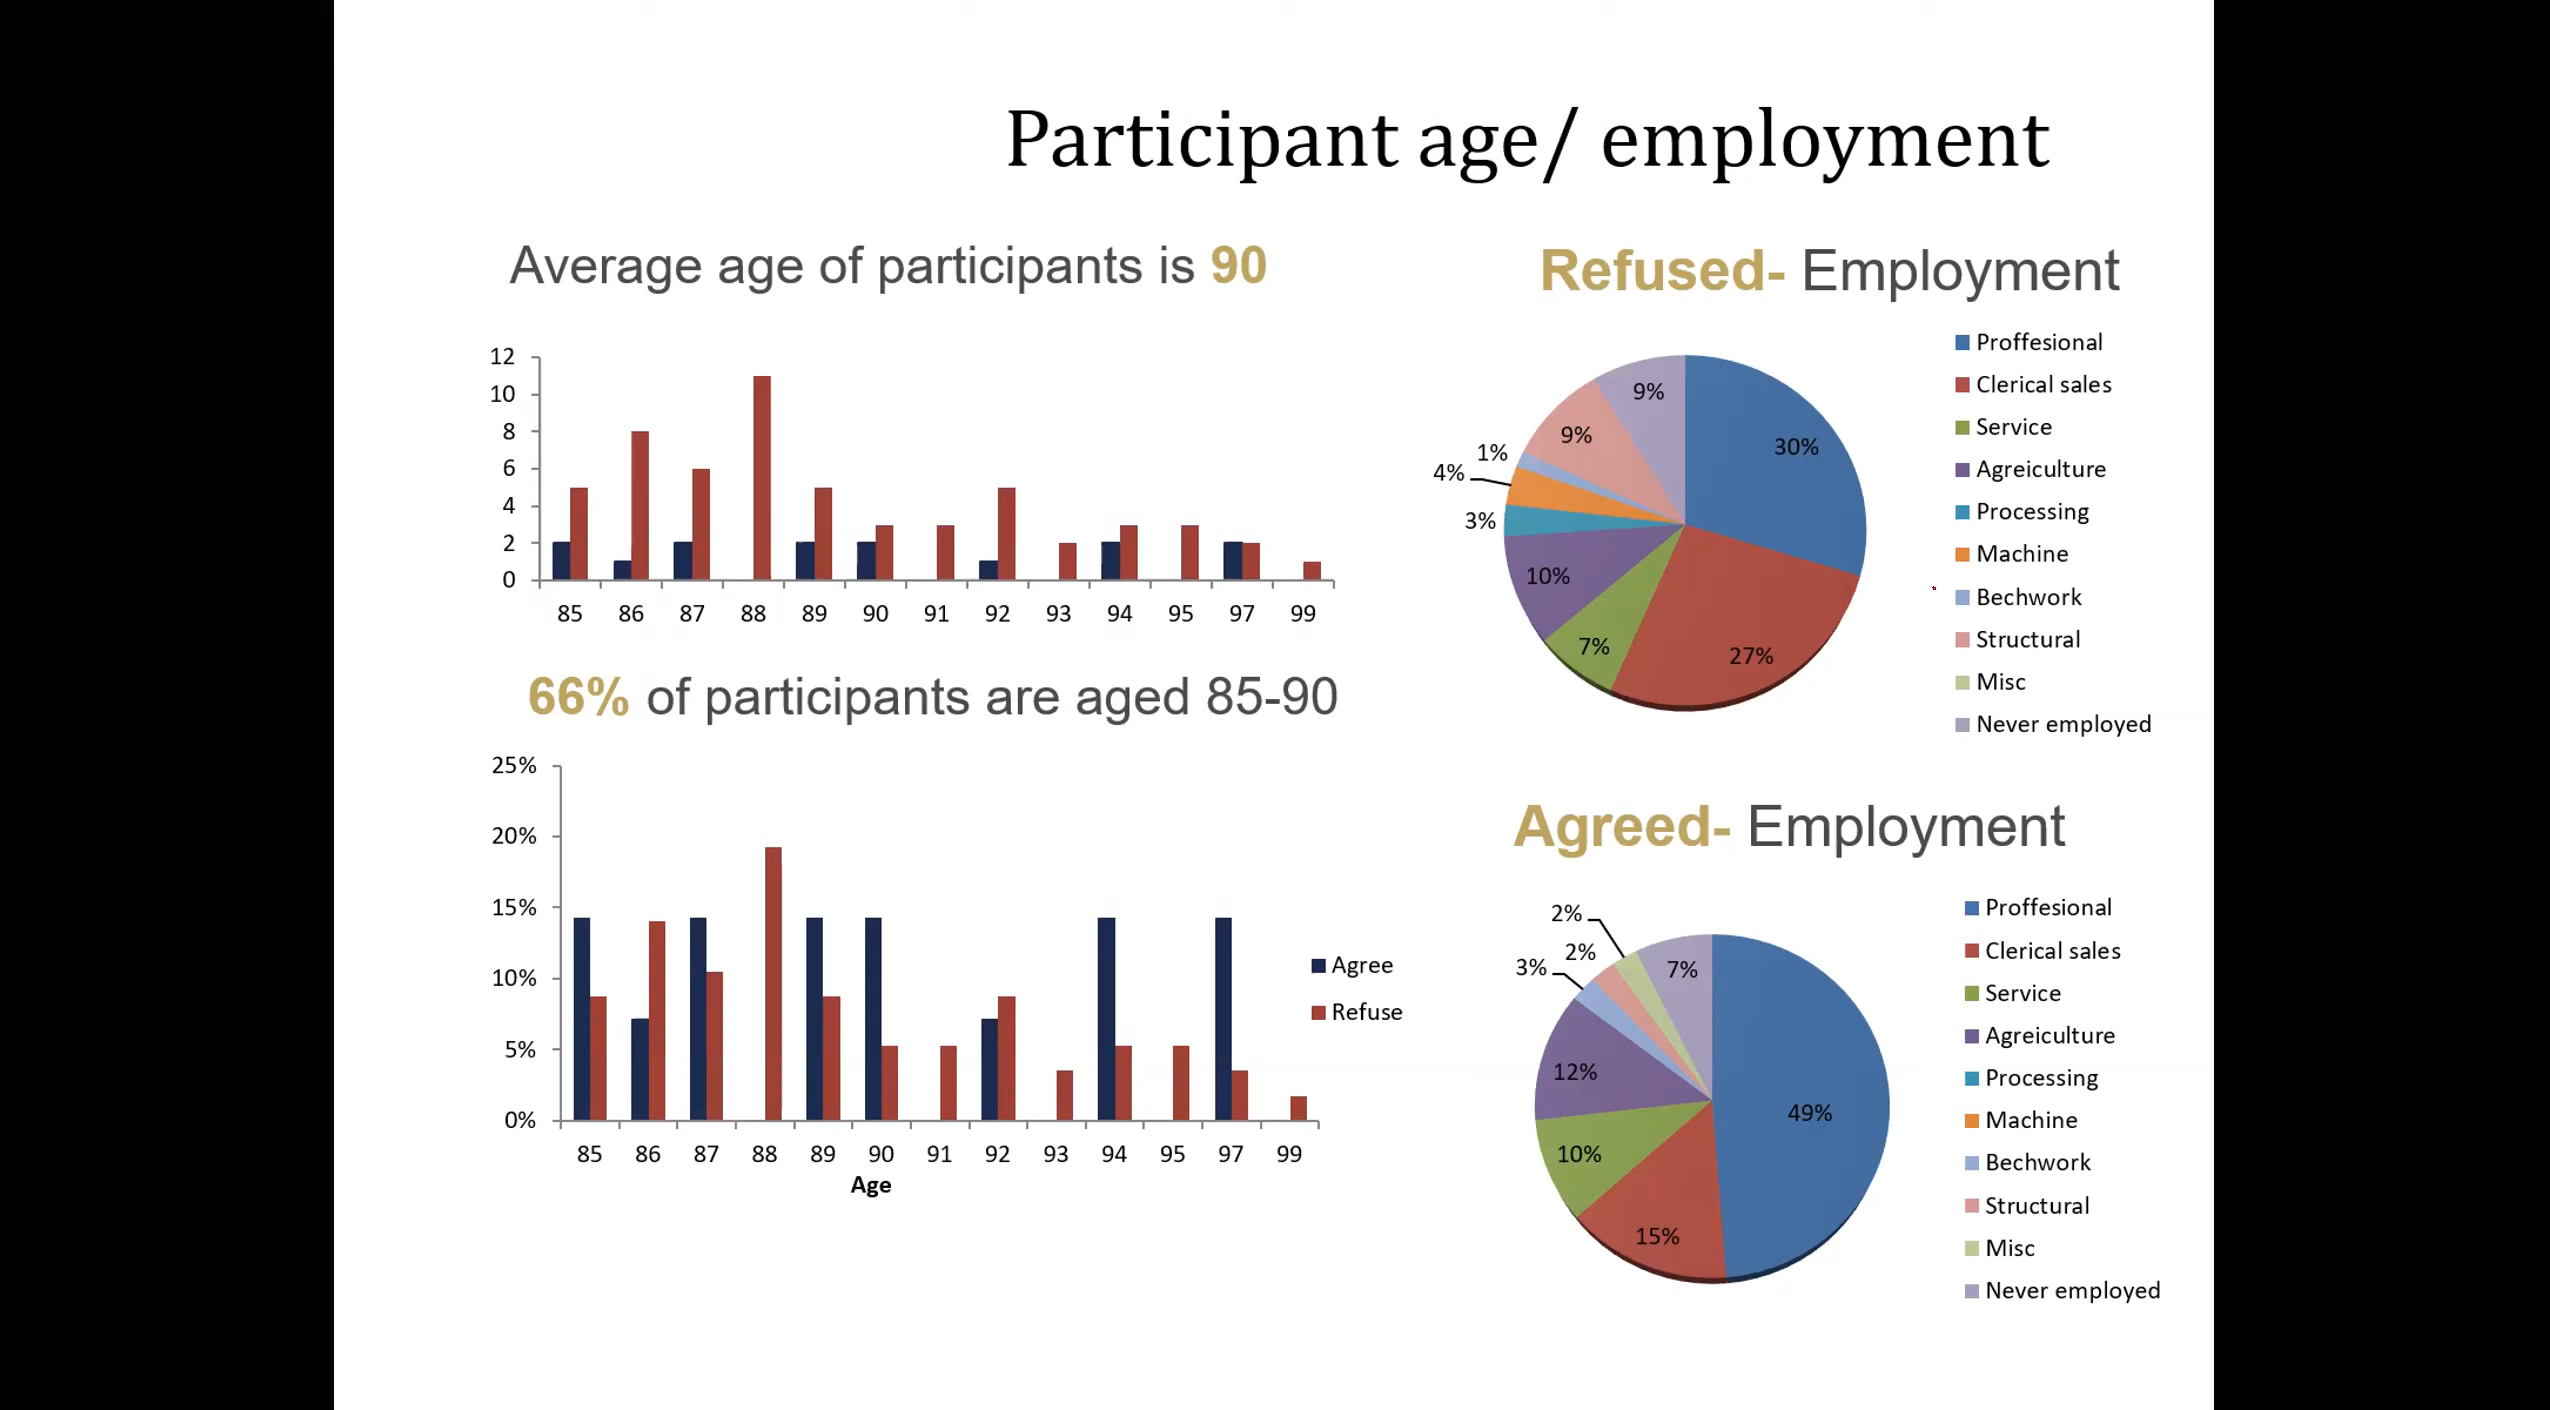 Participant age/ employment
Average age of participants is 90
12
10
8
6
4
2
0
85 86 87 88 89 90 91 92 93 94 95 97 99
66% of participants are aged 85-90
25%
20%
15%
10%
5%
0%
85 86 87 88 89 90 91 92 93 94 95 97 99
Age
Agree
Refuse
Refused- Employment
30%
27%
7%
10%
3%
4%
1%
9%
9%
Proffesional
Clerical sales
Service
Agreiculture
Processing
Machine
Bechwork
Structural
Misc
Never employed
Agreed- Employment
49%
15%
10%
12%
3%
2%
2%
7%
Proffesional
Clerical sales
Service
Agreiculture
Processing
Machine
Bechwork
Structural
Misc
Never employed